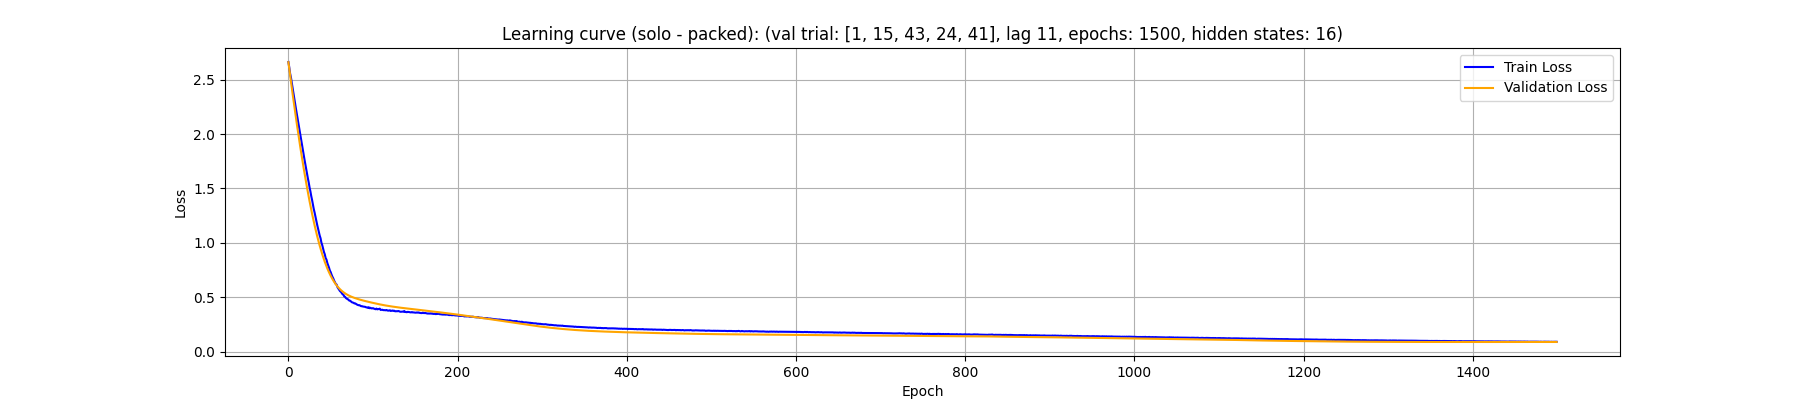 Learning curve (solo - packed): (val trial: [1, 15, 43, 24, 41], lag 11, epochs: 1500, hidden states: 16)
Train Loss
Validation Loss
2.5
2.0
1.5
1.0
0.5
0.0
Loss
0 200 400 600 800 1000 1200 1400
Epoch